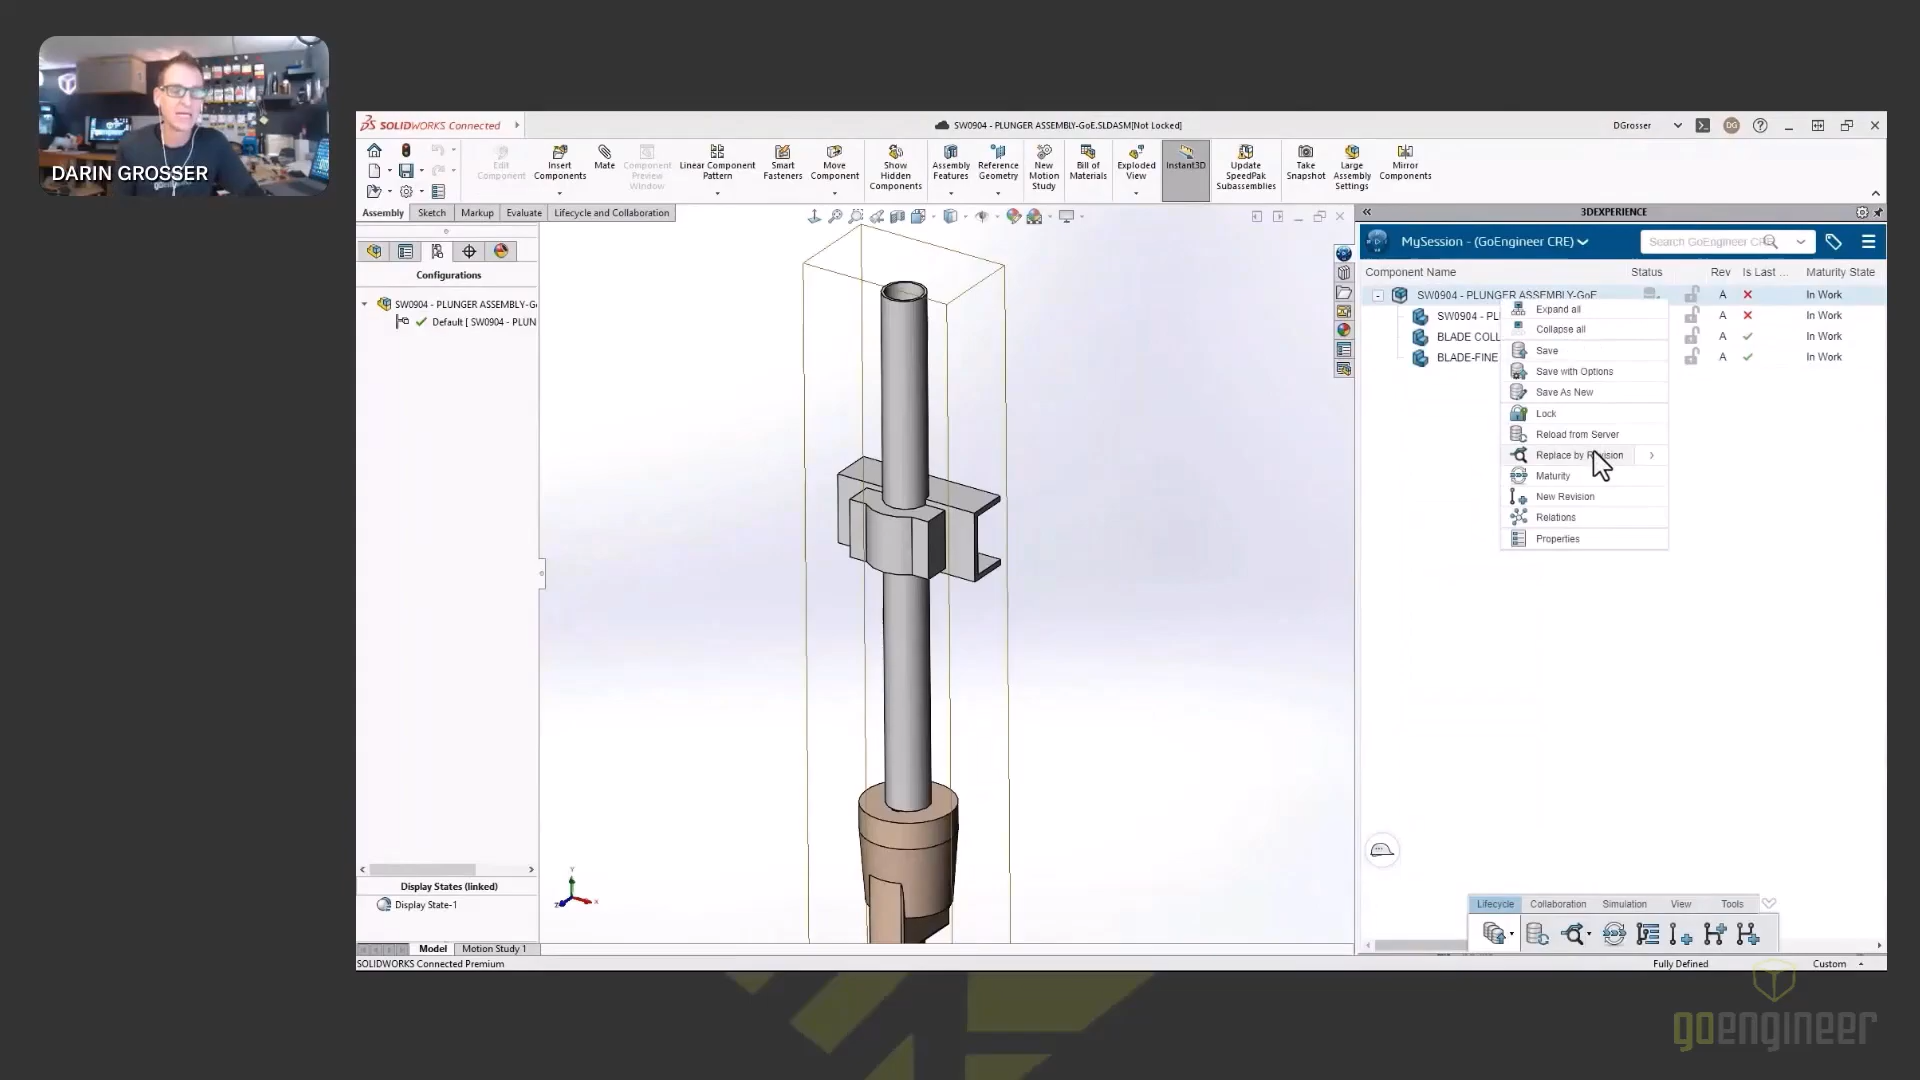 DARIN GROSSER
SOLIDWORKS Connected
SW0904 - PLUNGER ASSEMBLY-GoE.SLDASM[Not Locked]
DGrosser
DG
Edit Component
Insert Components
Mate
Component Preview Window
Linear Component Pattern
Smart Fasteners
Move Component
Show Hidden Components
Assembly Features
Reference Geometry
New Motion Study
Bill of Materials
Exploded View
Instant3D
Update SpeedPak Subassemblies
Take Snapshot
Large Assembly Settings
Mirror Components
Assembly
Sketch
Markup
Evaluate
Lifecycle and Collaboration
Configurations
SW0904 - PLUNGER ASSEMBLY-G
Default [ SW0904 - PLUN
Display States (linked)
Display State-1
Model
Motion Study 1
SOLIDWORKS Connected Premium
Fully Defined
Custom
3DEXPERIENCE
MySession - (GoEngineer CRE)
Search GoEngineer
Component Name
Status
Rev
Is Last ...
Maturity State
SW0904 - PLUNGER ASSEMBLY-GoE
A
In Work
SW0904 - PL
A
In Work
BLADE COLL
A
In Work
BLADE-FINE
A
In Work
Expand all
Collapse all
Save
Save with Options
Save As New
Lock
Reload from Server
Replace by Revision
Maturity
New Revision
Relations
Properties
Lifecycle
Collaboration
Simulation
View
Tools
Y
X
Z
goengineer